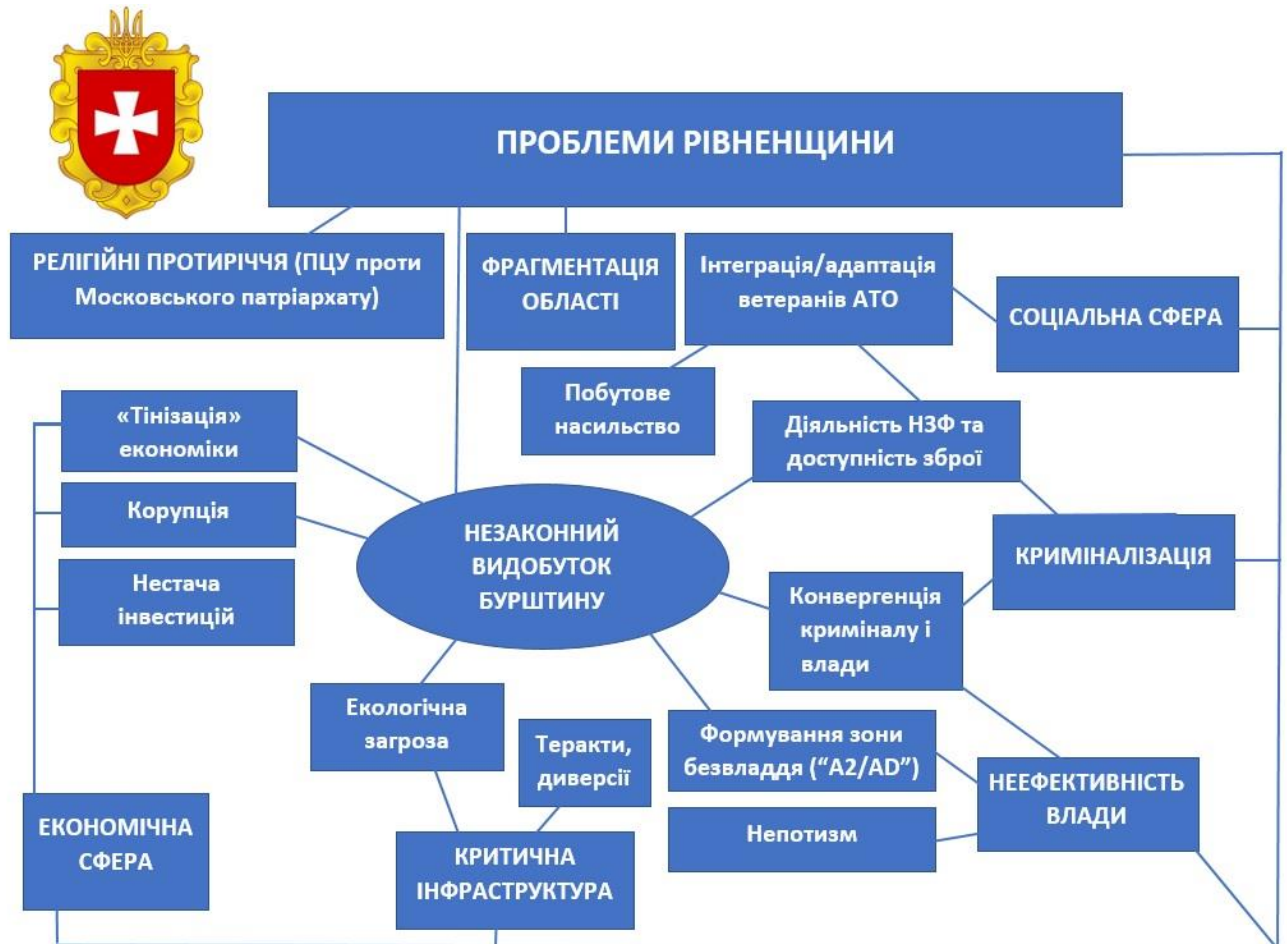 ПРОБЛЕМИ РІВНЕНЩИНИ
РЕЛІГІЙНІ ПРОТИРІЧЧЯ (ПЦУ проти
Московського патріархату)
ФРАГМЕНТАЦІЯ
ОБЛАСТІ
Інтеграція/адаптація
ветеранів АТО
СОЦІАЛЬНА СФЕРА
Побутове
насильство
«Тінізація»
економіки
Діяльність НЗФ та
доступність зброї
Корупція
НЕЗАКОННИЙ
ВИДОБУТОК
БУРШТИНУ
КРИМІНАЛІЗАЦІЯ
Нестача
інвестицій
Конвергенція
криміналу і
влади
Екологічна
загроза
Теракти,
диверсії
Формування зони
безвладдя (“A2/AD”)
НЕЕФЕКТИВНІСТЬ
ВЛАДИ
Непотизм
ЕКОНОМІЧНА
СФЕРА
КРИТИЧНА
ІНФРАСТРУКТУРА